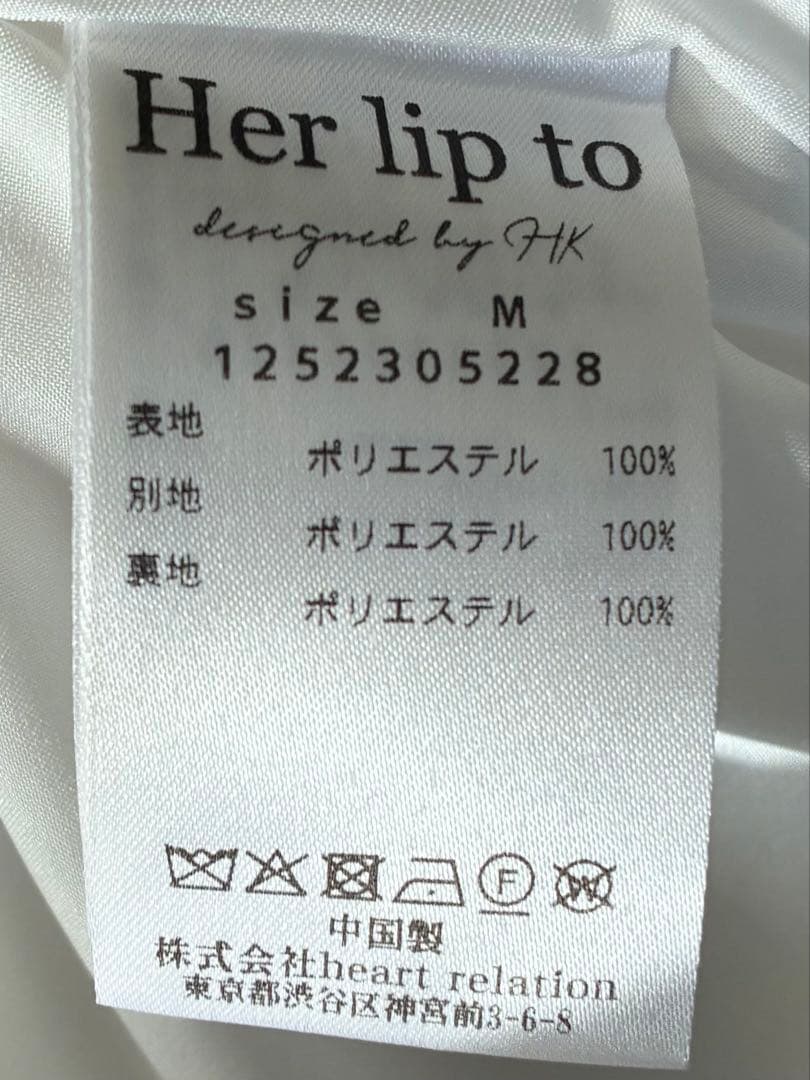 Her lip to
designed by HK
size M
1252305228
表地
ポリエステル 100%
別地
ポリエステル 100%
裏地
ポリエステル 100%
F
W
中国製
株式会社heart relation
東京都渋谷区神宮前3-6-8